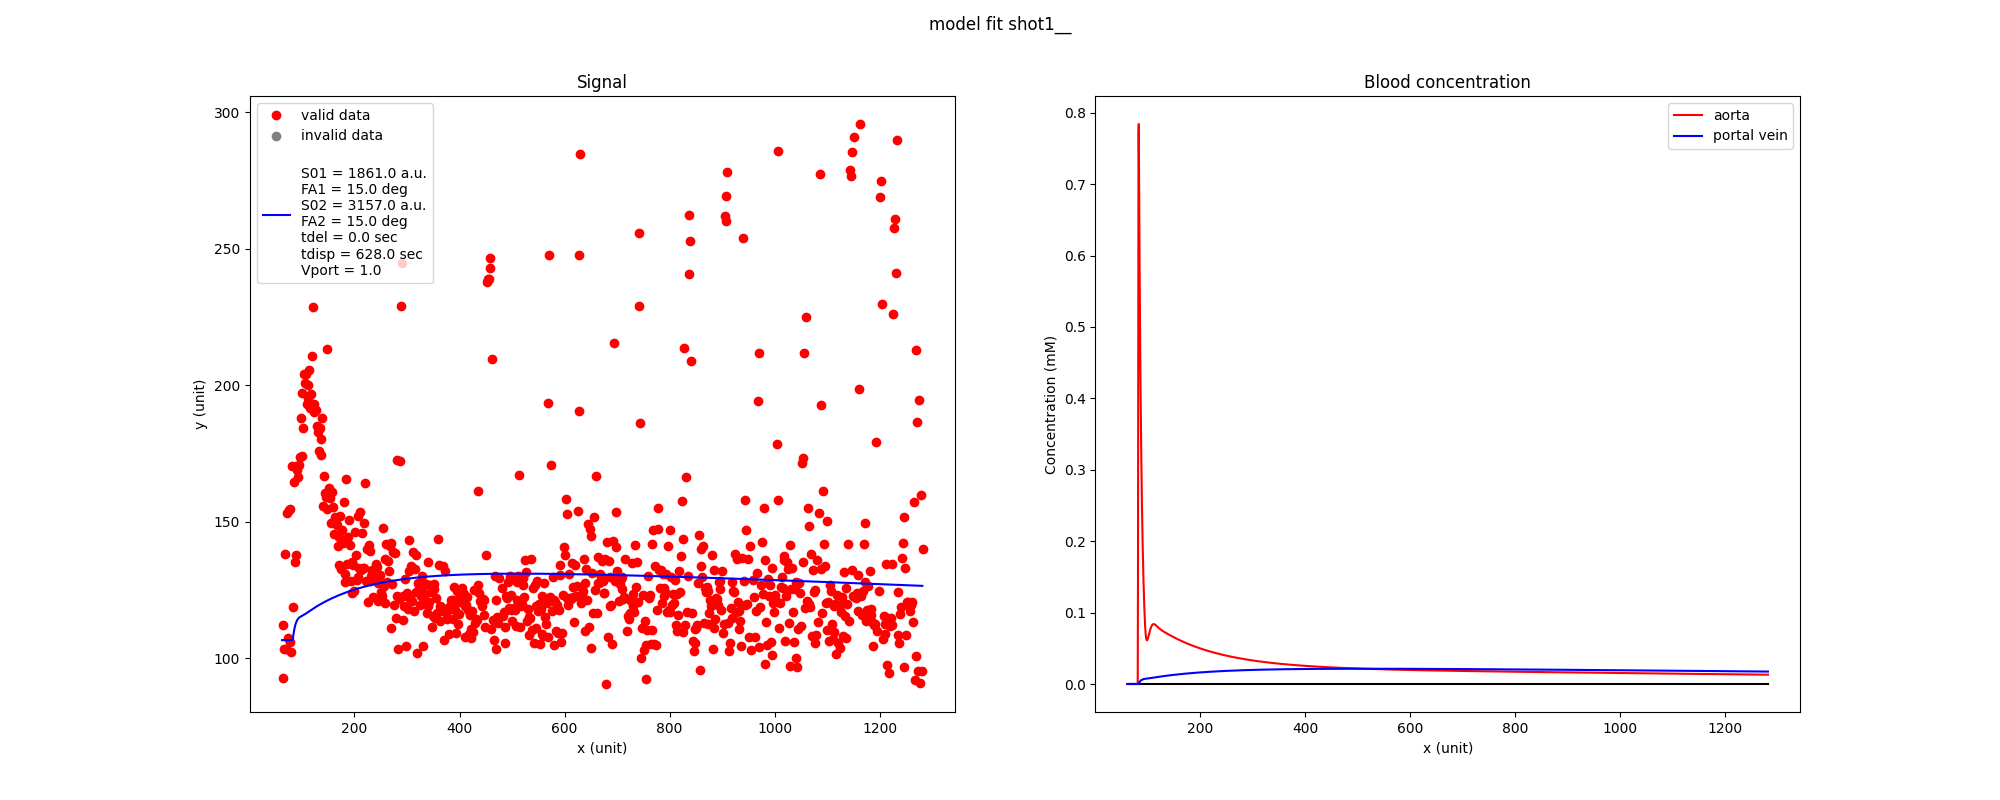 model fit shot1__
Signal
300
250
200
150
100
y (unit)
valid data
invalid data
S01 = 1861.0 a.u.
FA1 = 15.0 deg
S02 = 3157.0 a.u.
FA2 = 15.0 deg
tdel = 0.0 sec
tdisp = 628.0 sec
Vport = 1.0
200 400 600 800 1000 1200
x (unit)
Blood concentration
0.8
0.7
0.6
0.5
0.4
0.3
0.2
0.1
0.0
Concentration (mM)
aorta
portal vein
200 400 600 800 1000 1200
x (unit)